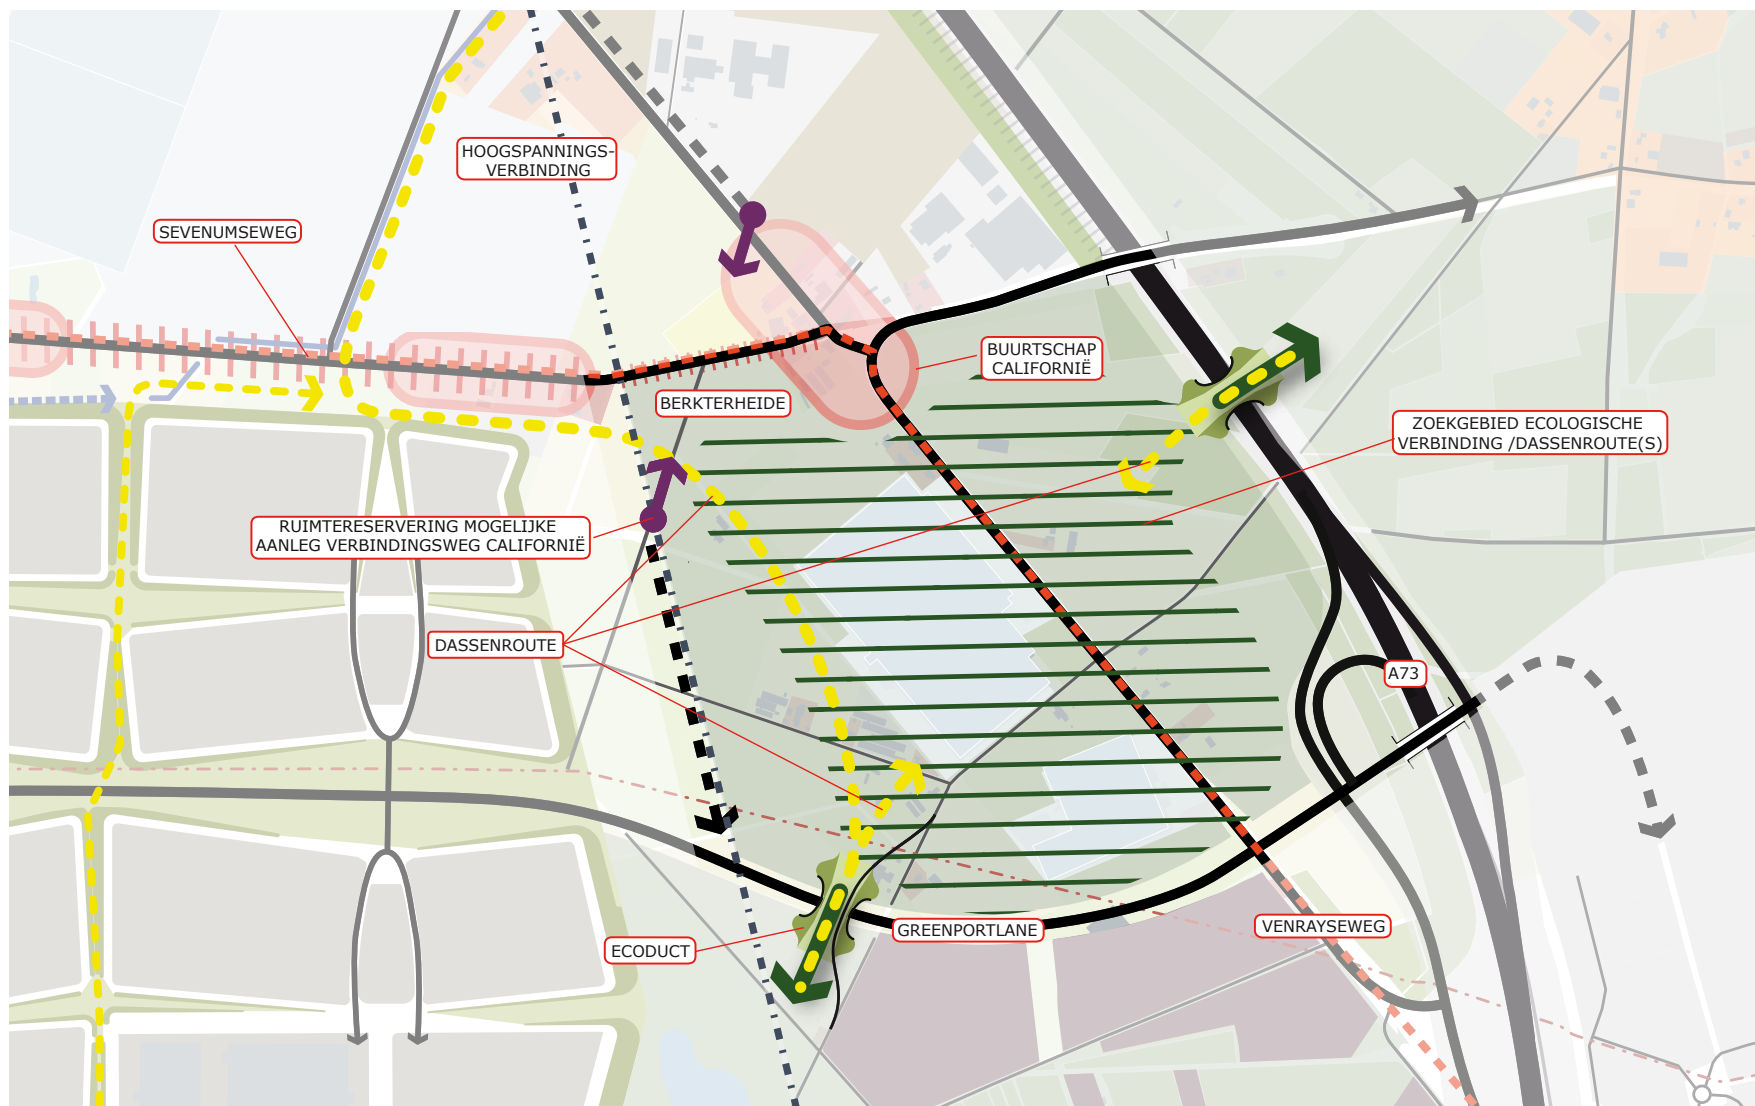 HOOGSPANNINGS-
VERBINDING
SEVENUMSEWEG
BUURTSCHAP
CALIFORNIË
BERKTERHEIDE
ZOEKGEBIED ECOLOGISCHE
VERBINDING /DASSENROUTE(S)
RUIMTERESERVERING MOGELIJKE
AANLEG VERBINDINGSWEG CALIFORNIË
DASSENROUTE
A73
ECODUCT
GREENPORTLANE
VENRAYSEWEG